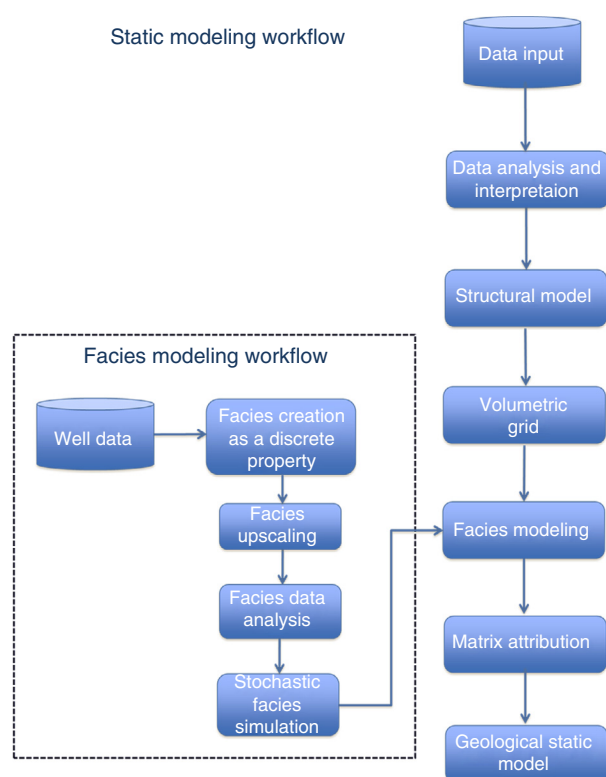 Static modeling workflow
Data input
Data analysis and
interpretaion
Structural model
Facies modeling workflow
Well data
Facies creation
as a discrete
property
Facies
upscaling
Facies data
analysis
Stochastic
facies
simulation
Volumetric
grid
Facies modeling
Matrix attribution
Geological static
model